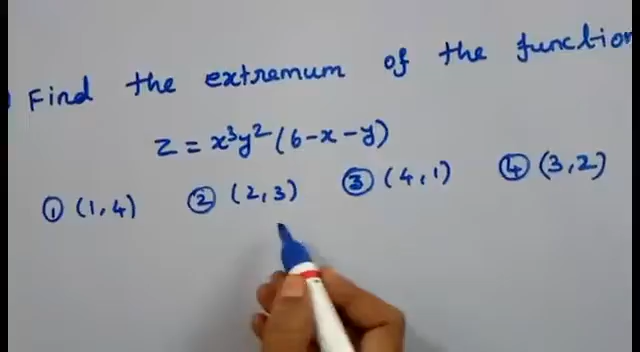 Find the extramum of the function
z = x³y² (6-x-y)
① (1,4) ② (2,3) ③ (4,1) ④ (3,2)